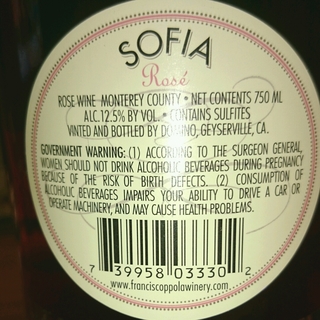 SOFIA
Rosé
ROSE WINE MONTEREY COUNTY • NET CONTENTS 750 ML
ALC.12.5% BY VOL. • CONTAINS SULFITES
VINTED AND BOTTLED BY DOMINO, GEYSERVILLE, CA.
GOVERNMENT WARNING: (1) ACCORDING TO THE SURGEON GENERAL,
WOMEN SHOULD NOT DRINK ALCOHOLIC BEVERAGES DURING PREGNANCY
BECAUSE OF THE RISK OF BIRTH DEFECTS. (2) CONSUMPTION OF
ALCOHOLIC BEVERAGES IMPAIRS YOUR ABILITY TO DRIVE A CAR OR
OPERATE MACHINERY, AND MAY CAUSE HEALTH PROBLEMS.
7 39958 03330 2
www.franciscoppolawinery.com